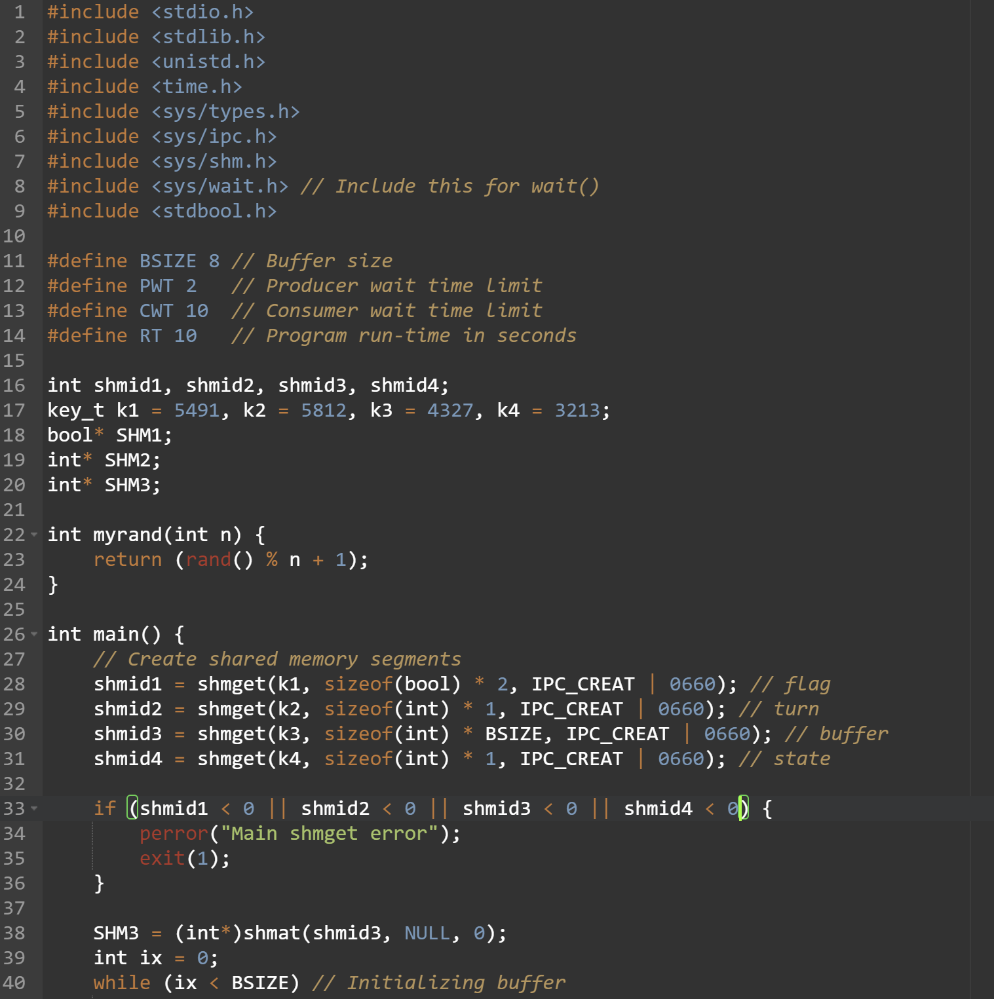 1 #include <stdio.h>
2 #include <stdlib.h>
3 #include <unistd.h>
4 #include <time.h>
5 #include <sys/types.h>
6 #include <sys/ipc.h>
7 #include <sys/shm.h>
8 #include <sys/wait.h> // Include this for wait()
9 #include <stdbool.h>
10
11 #define BSIZE 8 // Buffer size
12 #define PWT 2   // Producer wait time limit
13 #define CWT 10  // Consumer wait time limit
14 #define RT 10   // Program run-time in seconds
15
16 int shmid1, shmid2, shmid3, shmid4;
17 key_t k1 = 5491, k2 = 5812, k3 = 4327, k4 = 3213;
18 bool* SHM1;
19 int* SHM2;
20 int* SHM3;
21
22 int myrand(int n) {
23     return (rand() % n + 1);
24 }
25
26 int main() {
27     // Create shared memory segments
28     shmid1 = shmget(k1, sizeof(bool) * 2, IPC_CREAT | 0660); // flag
29     shmid2 = shmget(k2, sizeof(int) * 1, IPC_CREAT | 0660); // turn
30     shmid3 = shmget(k3, sizeof(int) * BSIZE, IPC_CREAT | 0660); // buffer
31     shmid4 = shmget(k4, sizeof(int) * 1, IPC_CREAT | 0660); // state
32
33     if (shmid1 < 0 || shmid2 < 0 || shmid3 < 0 || shmid4 < 0) {
34         perror("Main shmget error");
35         exit(1);
36     }
37
38     SHM3 = (int*)shmat(shmid3, NULL, 0);
39     int ix = 0;
40     while (ix < BSIZE) // Initializing buffer